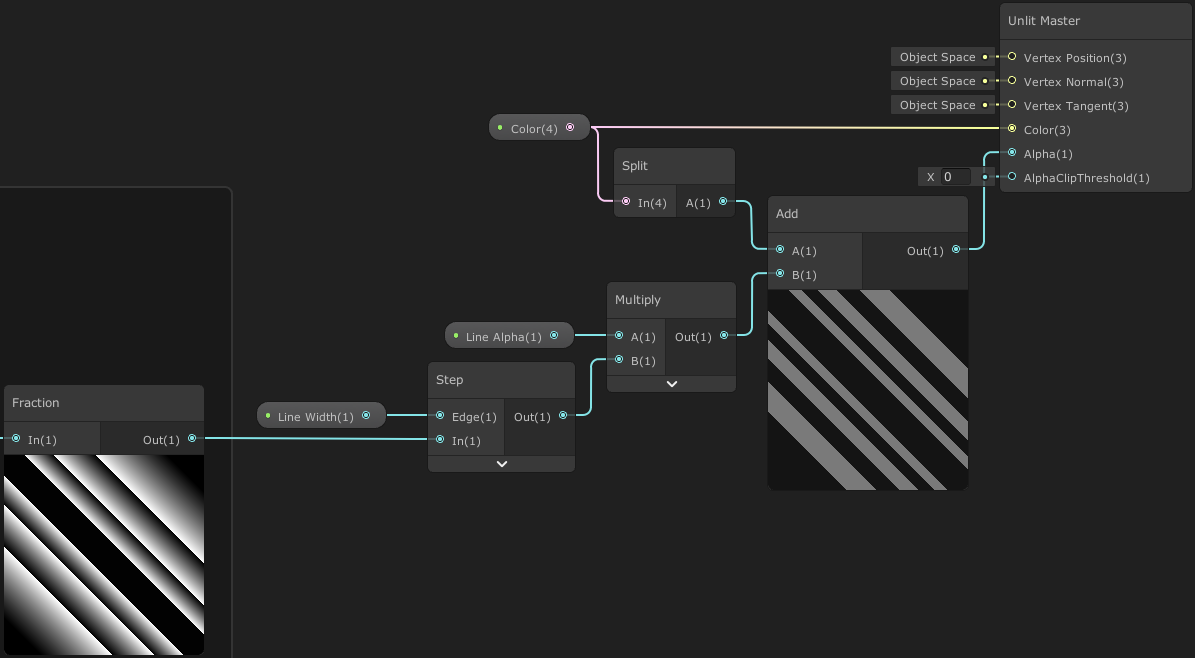 Unlit Master
Object Space
Vertex Position(3)
Object Space
Vertex Normal(3)
Object Space
Vertex Tangent(3)
Color(4)
Color(3)
Alpha(1)
Split
X 0
AlphaClipThreshold(1)
In(4)
A(1)
Add
A(1)
Out(1)
B(1)
Multiply
Line Alpha(1)
A(1)
Out(1)
B(1)
Step
Fraction
Line Width(1)
Edge(1)
Out(1)
In(1)
Out(1)
In(1)